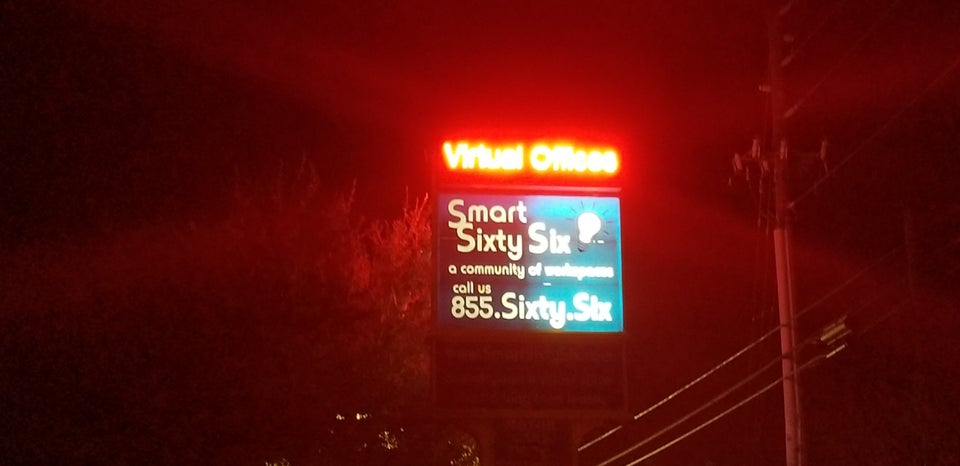 Virtual Offices
Smart
Sixty Six
a community of workspaces
call us
855.Sixty.Six